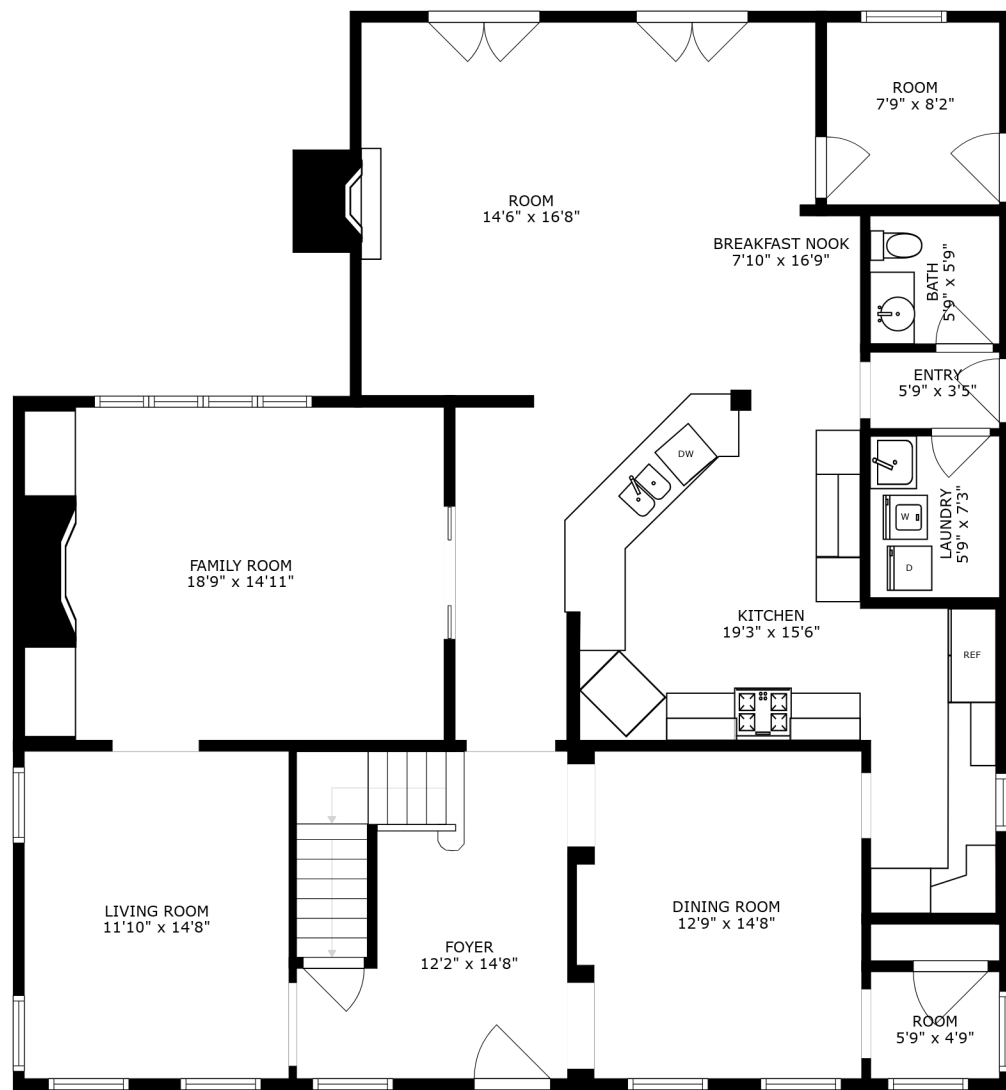 ROOM
7'9" x 8'2"
ROOM
14'6" x 16'8"
BREAKFAST NOOK
7'10" x 16'9"
BATH
5'9" x 5'9"
ENTRY
5'9" x 3'5"
DW
LAUNDRY
5'9" x 7'3"
W
D
FAMILY ROOM
18'9" x 14'11"
KITCHEN
19'3" x 15'6"
REF
LIVING ROOM
11'10" x 14'8"
DINING ROOM
12'9" x 14'8"
FOYER
12'2" x 14'8"
ROOM
5'9" x 4'9"